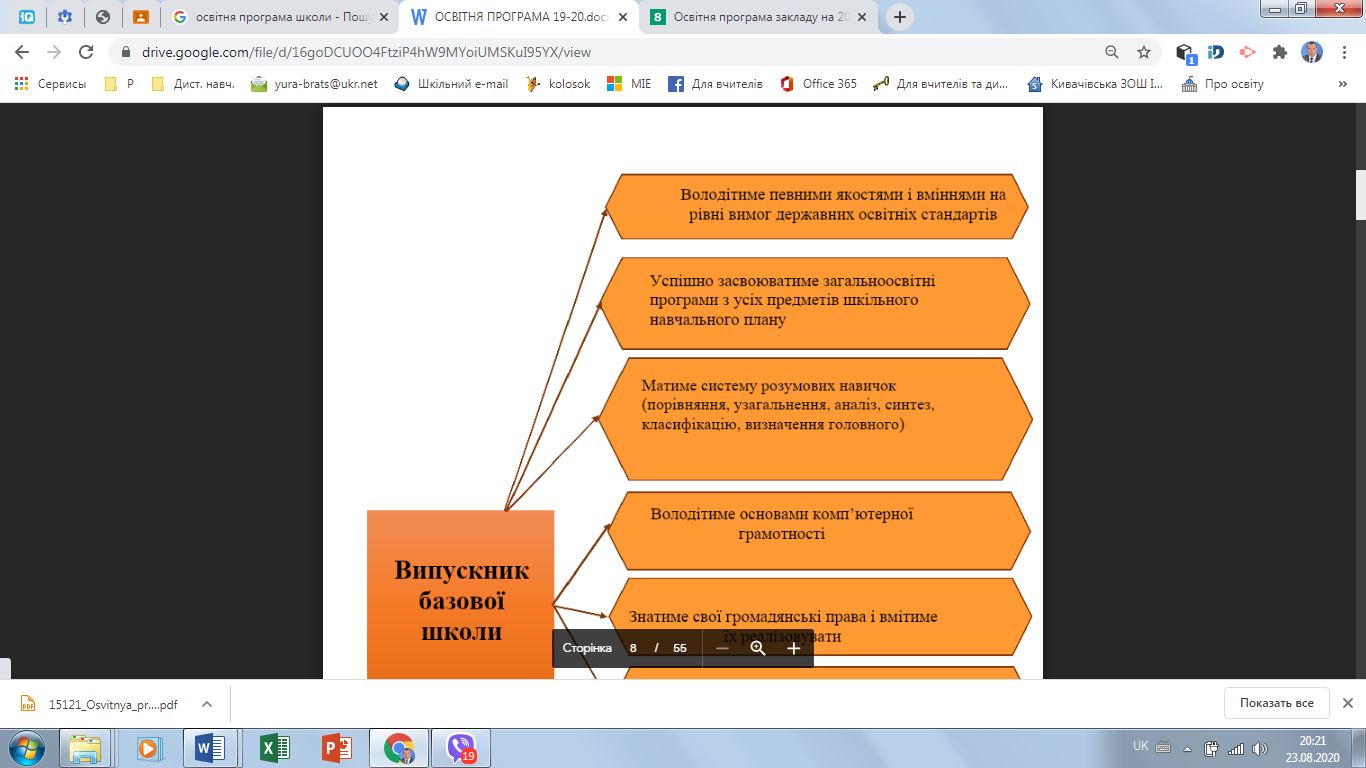 освітня програма школи - Пошу
ОСВІТНЯ ПРОГРАМА 19-20.docx
Освітня програма закладу на 20
drive.google.com/file/d/16goDCUOO4FtziP4hW9MYoiUMSKuI95YX/view
Сервисы
Р
Дист. навч.
yura-brats@ukr.net
Шкільний e-mail
kolosok
МІЕ
Для вчителів
Office 365
Для вчителів та ди...
Кивачівська ЗОШ І...
Про освіту
»
Володітиме певними якостями і вміннями на
рівні вимог державних освітніх стандартів
Успішно засвоюватиме загальноосвітні
програми з усіх предметів шкільного
навчального плану
Матиме систему розумових навичок
(порівняння, узагальнення, аналіз, синтез,
класифікацію, визначення головного)
Володітиме основами комп’ютерної
грамотності
Випускник
базової
школи
Знатиме свої громадянські права і вмітиме
їх реалізовувати
Сторінка 8 / 55
15121_Osvitnya_pr....pdf
Показать все
19
UK
20:21
23.08.2020